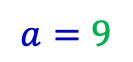 a = 9